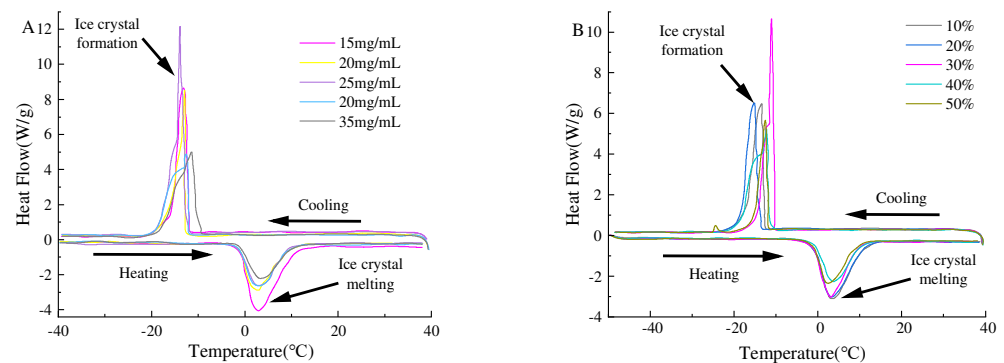 A
Ice crystal
formation
15mg/mL
20mg/mL
25mg/mL
20mg/mL
35mg/mL
Cooling
Heating
Ice crystal
melting
Heat Flow(W/g)
12
10
8
6
4
2
0
-2
-4
-40
-20
0
20
40
Temperature(°C)
B
Ice crystal
formation
10%
20%
30%
40%
50%
Cooling
Heating
Ice crystal
melting
Heat Flow(W/g)
10
8
6
4
2
0
-2
-4
-40
-20
0
20
40
Temperature(°C)